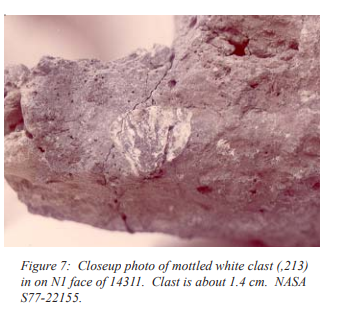 Figure 7:  Closeup photo of mottled white clast (,213)
in on N1 face of 14311.  Clast is about 1.4 cm.  NASA
S77-22155.